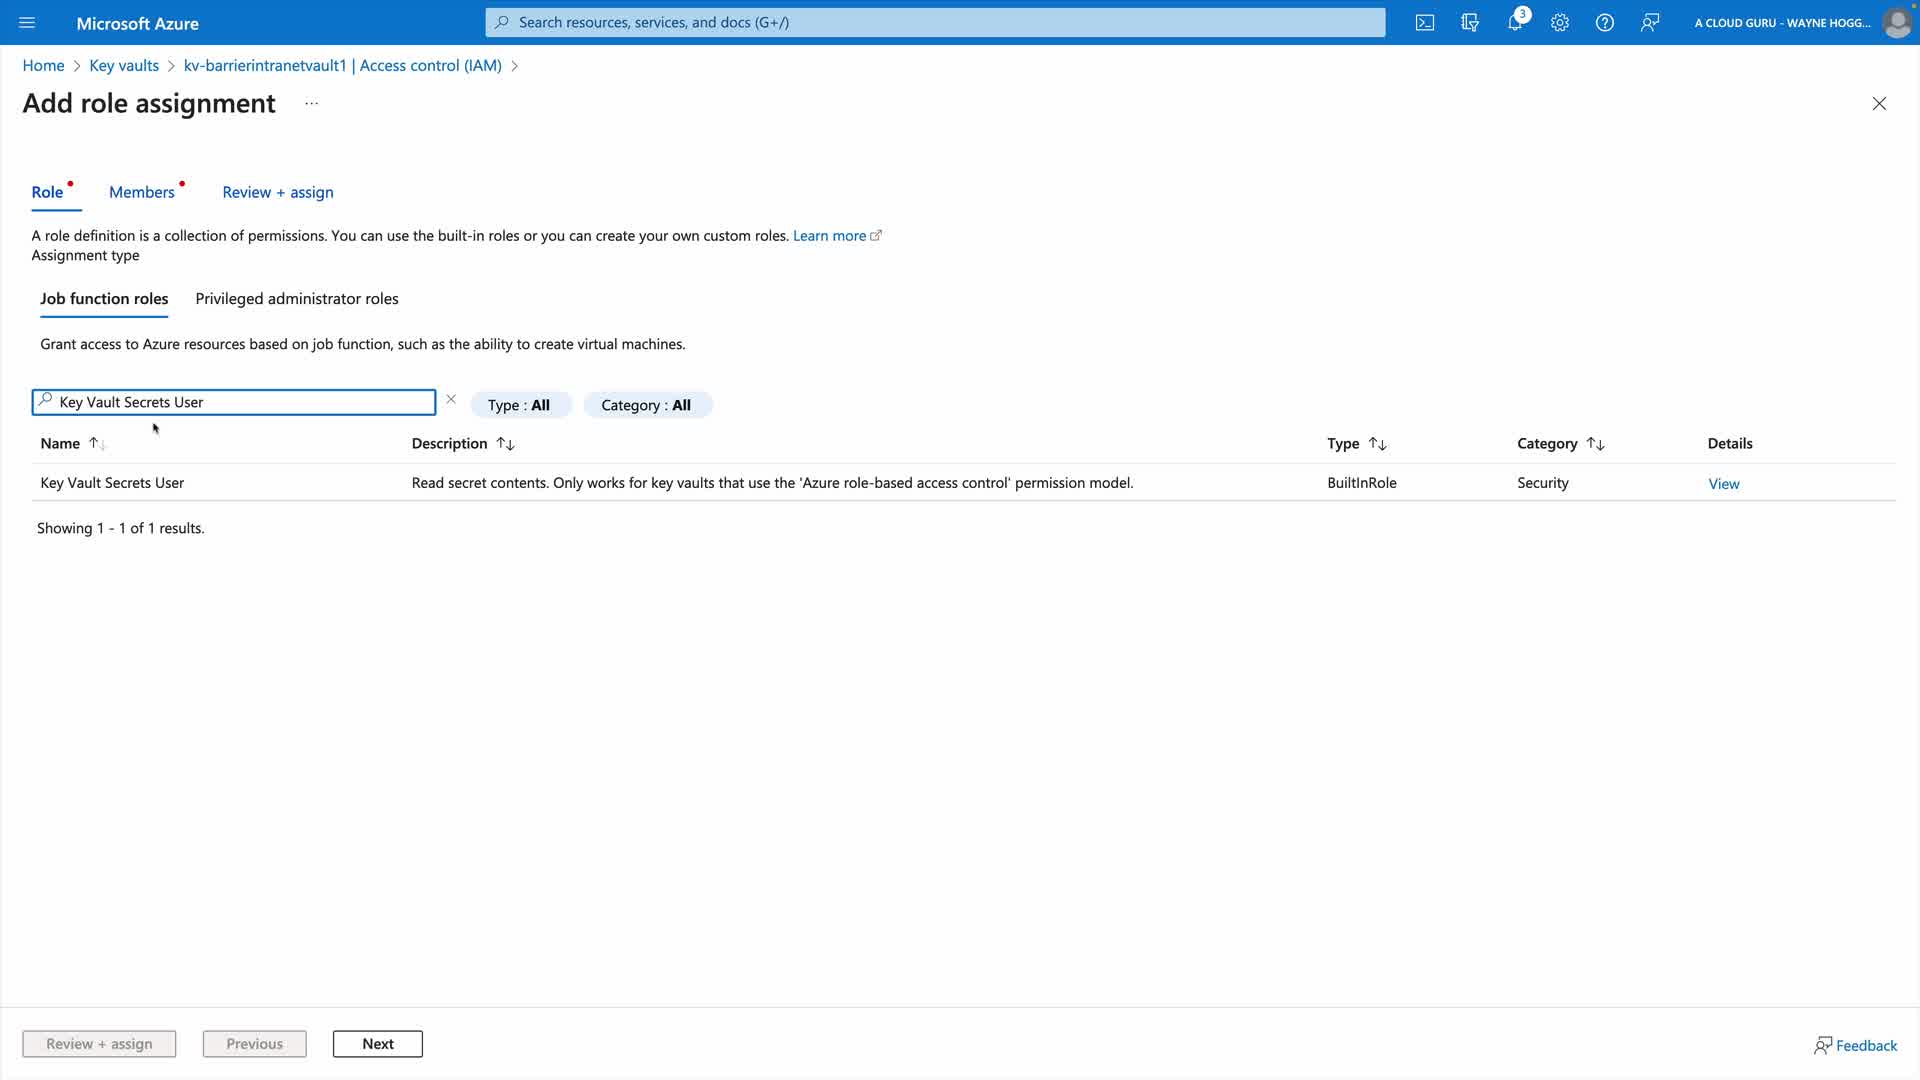 Microsoft Azure
Search resources, services, and docs (G+/)
3
A CLOUD GURU - WAYNE HOGG...
Home > Key vaults > kv-barrierintranetvault1 | Access control (IAM) >
Add role assignment ...
Role Members Review + assign
A role definition is a collection of permissions. You can use the built-in roles or you can create your own custom roles. Learn more
Assignment type
Job function roles Privileged administrator roles
Grant access to Azure resources based on job function, such as the ability to create virtual machines.
Key Vault Secrets User
Type : All Category : All
Name ↑↓ Description ↑↓ Type ↑↓ Category ↑↓ Details
Key Vault Secrets User Read secret contents. Only works for key vaults that use the 'Azure role-based access control' permission model. BuiltInRole Security View
Showing 1 - 1 of 1 results.
Review + assign Previous Next Feedback